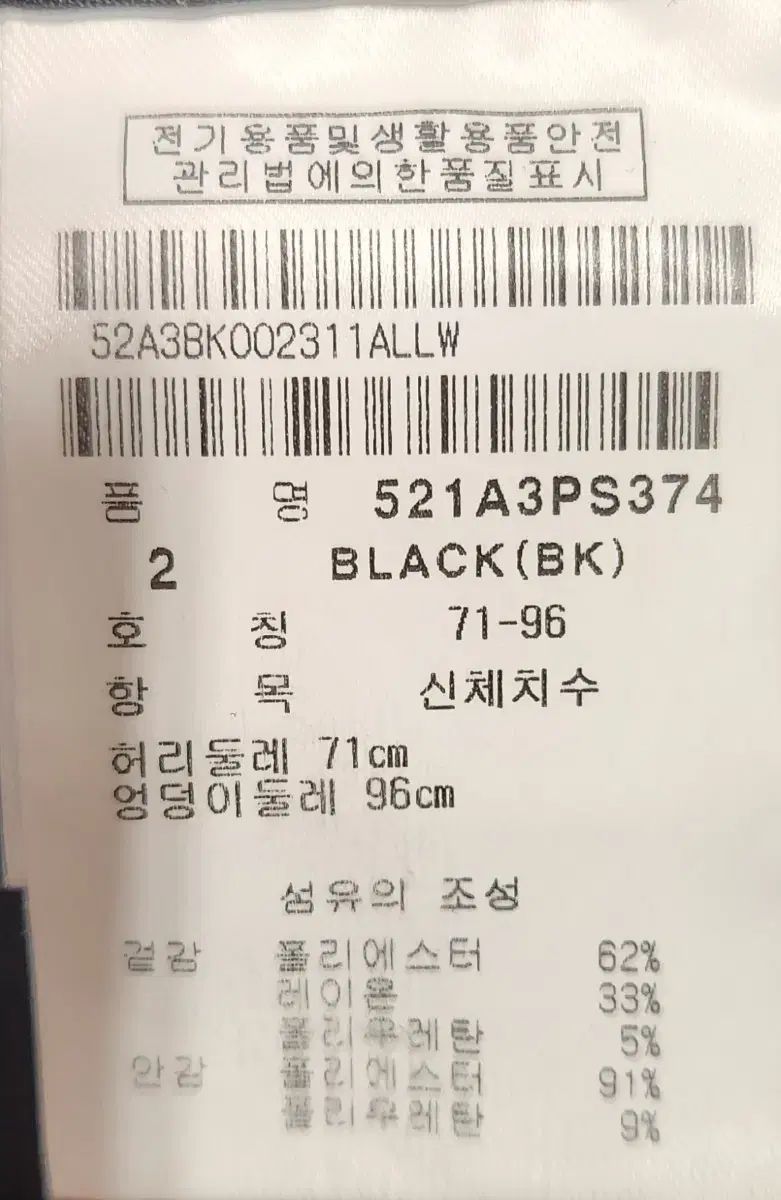 전기용품및생활용품안전
관리법에의한품질표시
52A3BK002311ALLW
품 명 521A3PS374
2 BLACK(BK)
호 칭 71-96
항 목 신체치수
허리둘레 71cm
엉덩이둘레 96cm
섬유의 조성
겉감 폴리에스터 62%
레이온 33%
폴리우레탄 5%
안감 폴리에스터 91%
폴리우레탄 9%